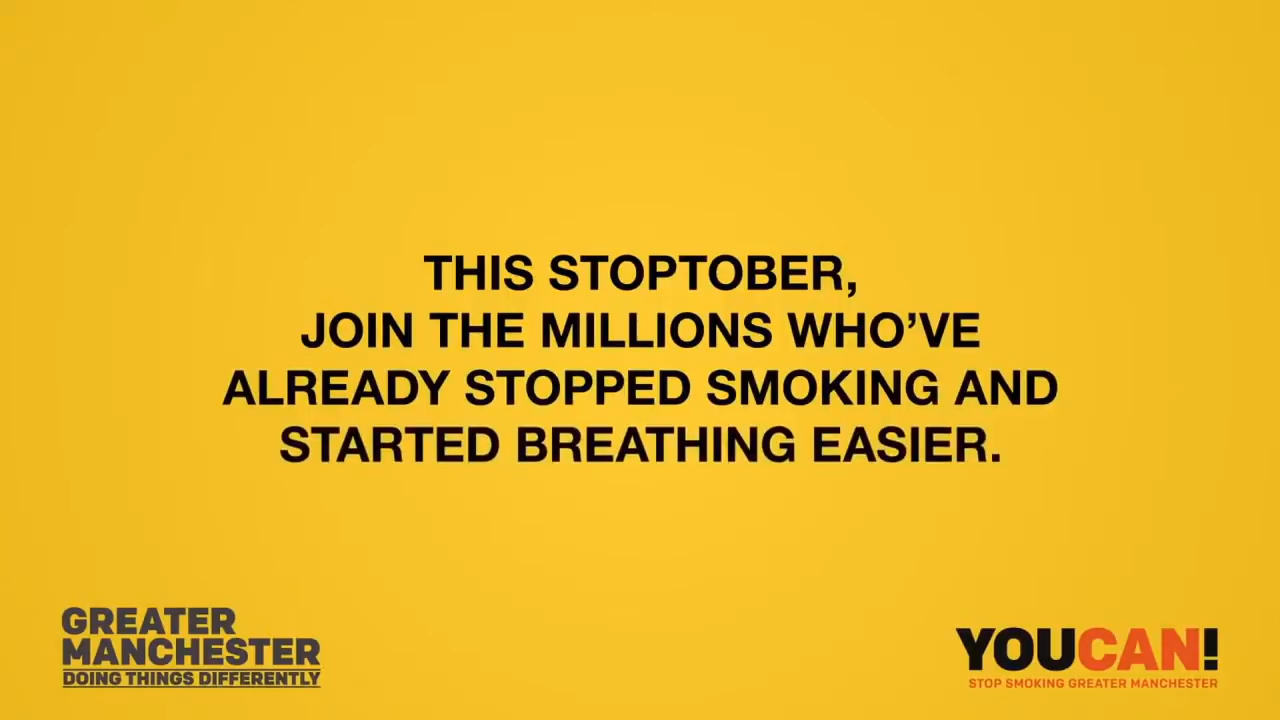 THIS STOPTOBER,
JOIN THE MILLIONS WHO’VE
ALREADY STOPPED SMOKING AND
STARTED BREATHING EASIER.
GREATER
MANCHESTER
DOING THINGS DIFFERENTLY
YOUCAN!
STOP SMOKING GREATER MANCHESTER